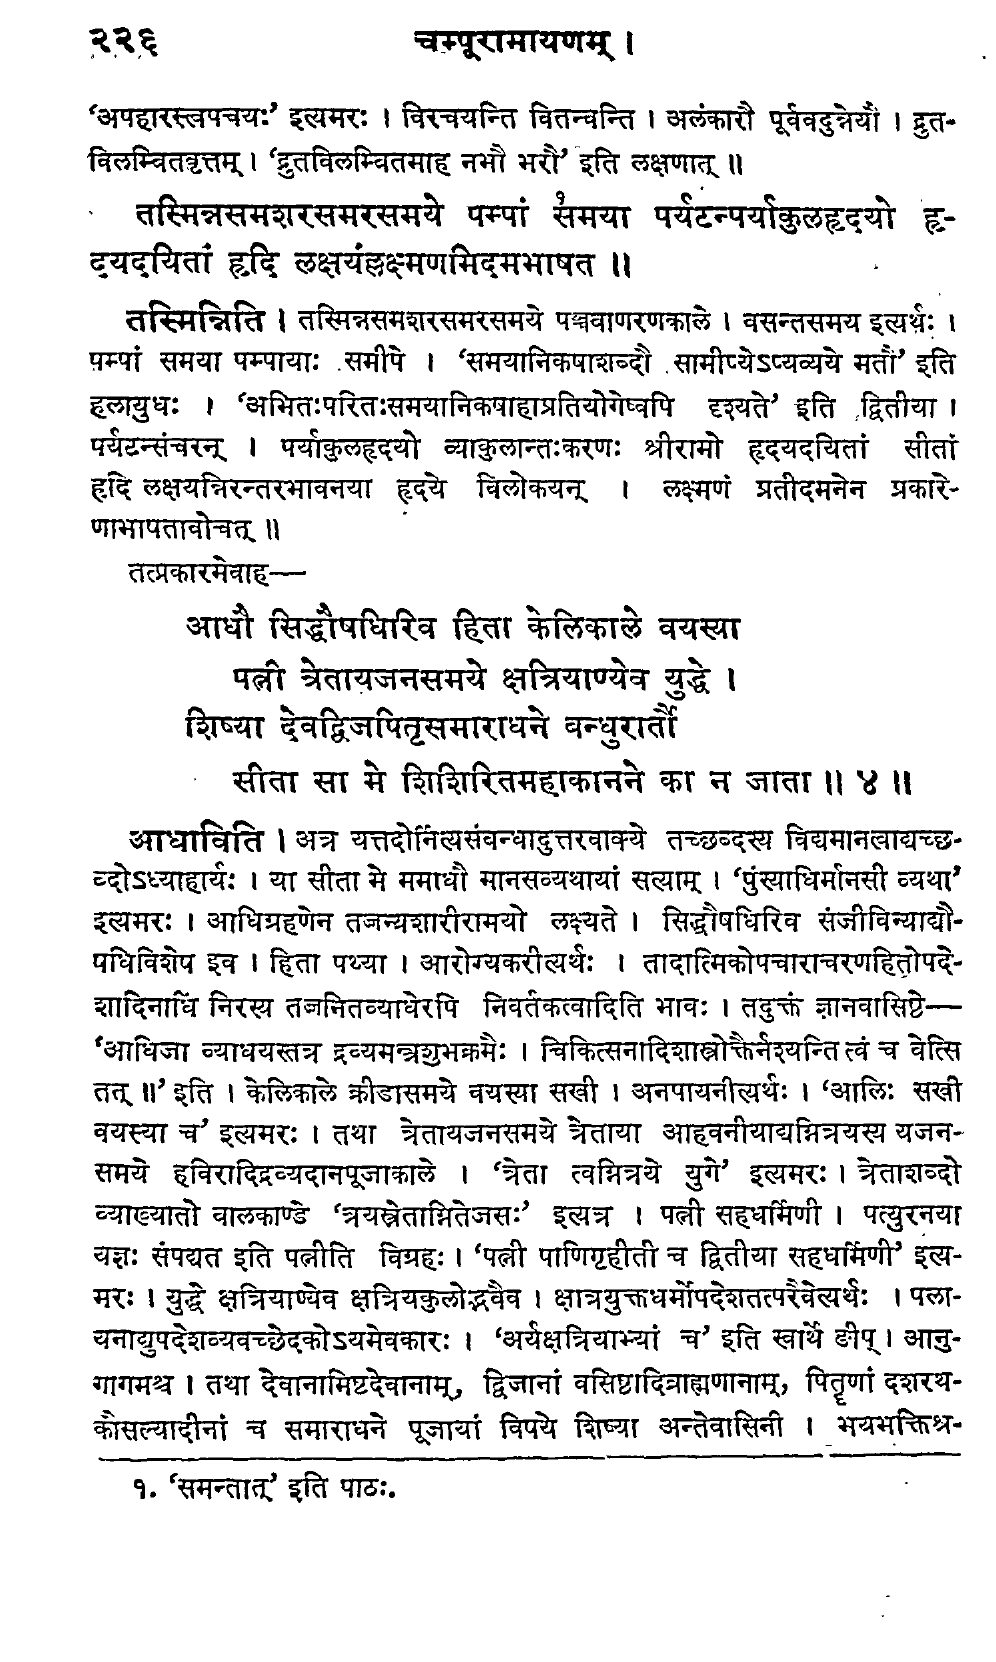 २२६ चम्पूरामायणम् ।
‘अपहारस्त्वपचयः’ इत्यमरः । विरचयन्ति वितन्वन्ति । अलंकारौ पूर्ववदुन्नेयौ । द्रुत-
विलम्बितवृत्तम् । ‘द्रुतविलम्बितमाह नभौ भरौ’ इति लक्षणात् ॥
तस्मिन्नसमशरसमरसमये पम्पां १समया पर्यटन्पर्याकुलहृदयो हृ-
दयदयितां हृदि लक्षयंल्लक्ष्मणमिदमभाषत ॥
तस्मिन्निति । तस्मिन्नसमशरसमरसमये पञ्चबाणरणकाले । वसन्तसमय इत्यर्थः ।
पम्पां समया पम्पायाः समीपे । ‘समयानिकषाशब्दौ सामीप्येऽप्यव्यये मतौ’ इति
हलायुधः । ‘अभितःपरितःसमयानिकषाहाप्रतियोगेष्वपि दृश्यते’ इति द्वितीया ।
पर्यटन्संचरन् । पर्याकुलहृदयो व्याकुलान्तःकरणः श्रीरामो हृदयदयितां सीतां
हृदि लक्षयन्निरन्तरभावनया हृदये विलोकयन् । लक्ष्मणं प्रतीदमनेन प्रकारे-
णाभाषतावोचत् ॥
तत्प्रकारमेवाह—
आधौ सिद्धौषधिरिव हिता केलिकाले वयस्या
पत्नी त्रेतायजनसमये क्षत्रियाण्येव युद्धे ।
शिष्या देवद्विजपितृसमाराधने बन्धुरार्तौ
सीता सा मे शिशिरितमहाकानने का न जाता ॥ ४ ॥
आधाविति । अत्र यत्तदोर्नित्यसंबन्धादुत्तरवाक्ये तच्छब्दस्य विद्यमानत्वाद्यच्छ-
ब्दोऽध्याहार्यः । या सीता मे ममाधौ मानसव्यथायां सत्याम् । ‘पुंस्याधिर्मानसी व्यथा’
इत्यमरः । आधिग्रहणेन तजन्यशारीरामयो लक्ष्यते । सिद्धौषधिरिव संजीविन्याद्यौ-
षधिविशेष इव । हिता पथ्या । आरोग्यकरीत्यर्थः । तादात्मिकोपचाराचरणहितोपदे-
शादिनाधिं निरस्य तजनितव्याधेरपि निवर्तकत्वादिति भावः । तदुक्तं ज्ञानवासिष्ठे—
‘आधिजा व्याधयस्तत्र द्रव्यमन्त्रशुभक्रमैः । चिकित्सनादिशास्त्रोक्तैर्नश्यन्ति त्वं च वेत्सि
तत् ॥’ इति । केलिकाले क्रीडासमये वयस्या सखी । अनपायनीत्यर्थः । ‘आलिः सखी
वयस्या च’ इत्यमरः । तथा त्रेतायजनसमये त्रेताया आहवनीयाद्यग्नित्रयस्य यजन-
समये हविरादिद्रव्यदानपूजाकाले । ‘त्रेता त्वग्नित्रये युगे’ इत्यमरः । त्रेताशब्दो
व्याख्यातो बालकाण्डे ‘त्रयस्त्रेताग्नितेजसः’ इत्यत्र । पत्नी सहधर्मिणी । पत्युरनया
यज्ञः संपद्यत इति पत्नीति विग्रहः । ‘पत्नी पाणिगृहीती च द्वितीया सहधर्मिणी’ इत्य-
मरः । युद्धे क्षत्रियाण्येव क्षत्रियकुलोद्भवैव । क्षात्रयुक्तधर्मोपदेशतत्परैवेत्यर्थः । पला-
यनाद्युपदेशव्यवच्छेदकोऽयमेवकारः । ‘अर्यक्षत्रियाभ्यां च’ इति स्वार्थे ङीप् । आनु-
गागमश्च । तथा देवानामिष्टदेवानाम्, द्विजानां वसिष्ठादिब्राह्मणानाम्, पितॄणां दशरथ-
कौसल्यादीनां च समाराधने पूजायां विषये शिष्या अन्तेवासिनी । भयभक्तिश्र-
१. ‘समन्तात्’ इति पाठः.